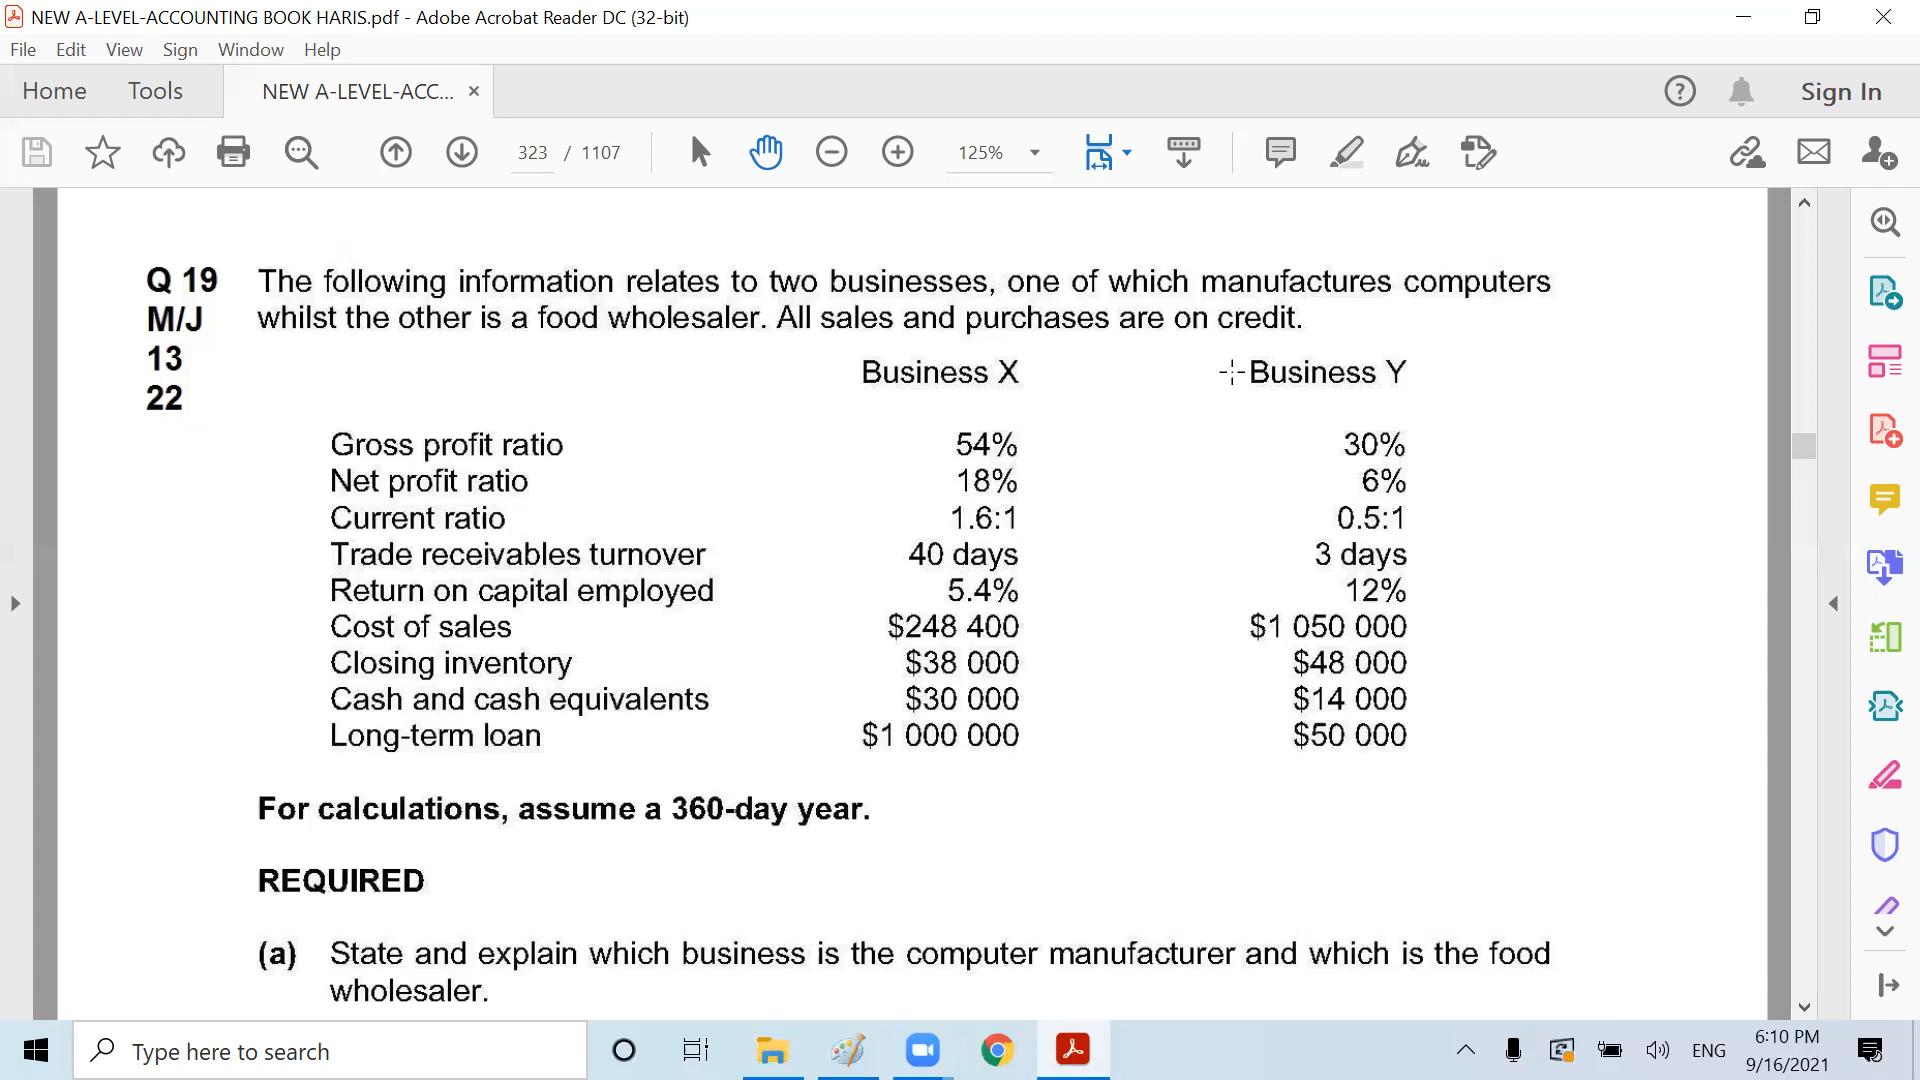 NEW A-LEVEL-ACCOUNTING BOOK HARIS.pdf - Adobe Acrobat Reader DC (32-bit)
File Edit View Sign Window Help
Home Tools NEW A-LEVEL-ACC... × Sign In
323 / 1107 125%
Q 19 The following information relates to two businesses, one of which manufactures computers
M/J whilst the other is a food wholesaler. All sales and purchases are on credit.
13
22
Business X Business Y
Gross profit ratio 54% 30%
Net profit ratio 18% 6%
Current ratio 1.6:1 0.5:1
Trade receivables turnover 40 days 3 days
Return on capital employed 5.4% 12%
Cost of sales $248 400 $1 050 000
Closing inventory $38 000 $48 000
Cash and cash equivalents $30 000 $14 000
Long-term loan $1 000 000 $50 000
For calculations, assume a 360-day year.
REQUIRED
(a) State and explain which business is the computer manufacturer and which is the food
wholesaler.
Type here to search
ENG
6:10 PM
9/16/2021